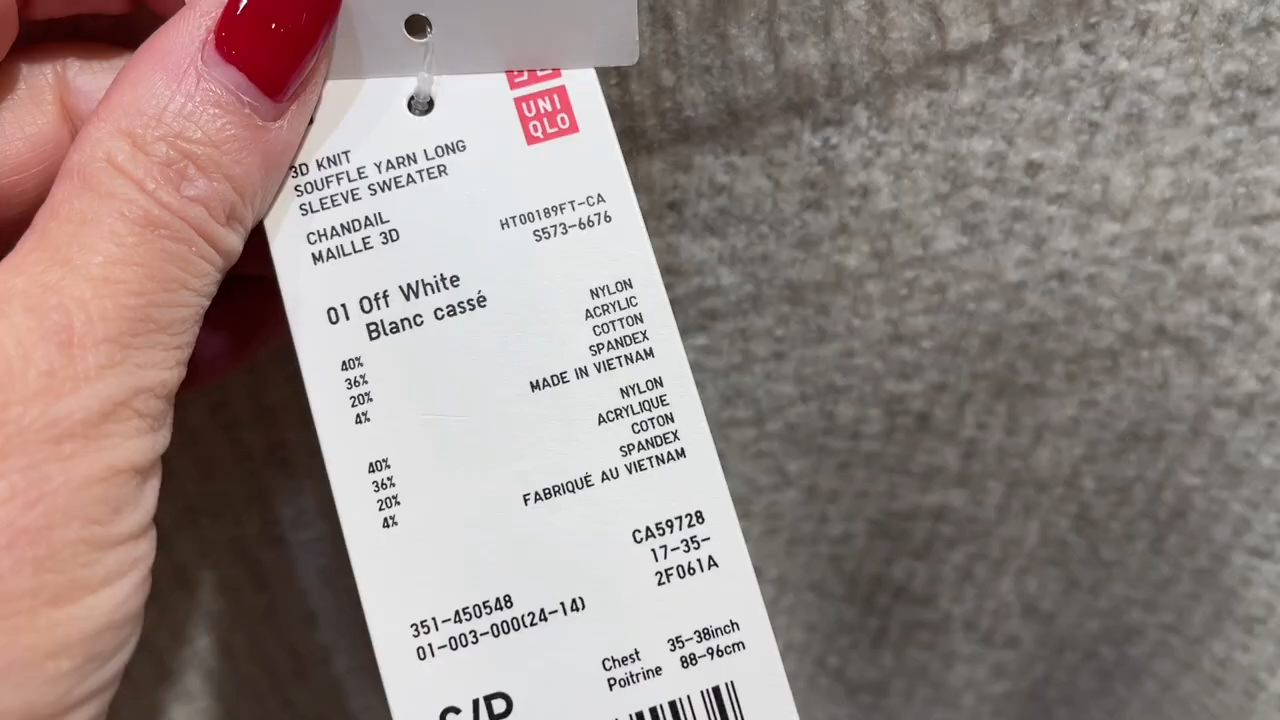 UNI
QLO
3D KNIT
SOUFFLE YARN LONG
SLEEVE SWEATER
CHANDAIL
MAILLE 3D
HT00189FT-CA
S573-6676
01 Off White
Blanc cassé
40% NYLON
36% ACRYLIC
20% COTTON
4% SPANDEX
MADE IN VIETNAM
40% NYLON
36% ACRYLIQUE
20% COTON
4% SPANDEX
FABRIQUÉ AU VIETNAM
CA59728
17-35-
2F061A
351-450548
01-003-000(24-14)
Chest 35-38inch
Poitrine 88-96cm
S/P